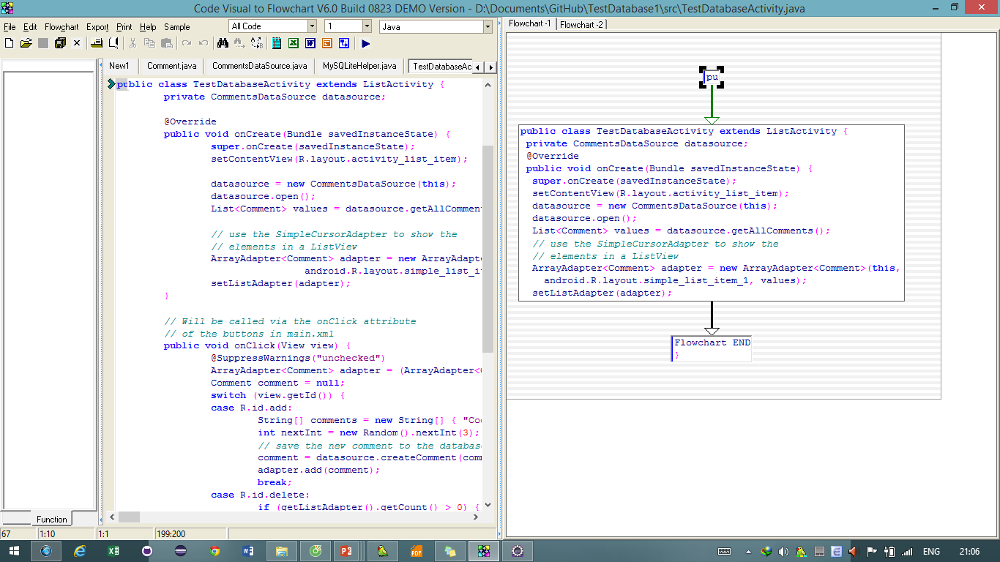 Code Visual to Flowchart V6.0 Build 0823 DEMO Version - D:\Documents\GitHub\TestDatabase1\src\TestDatabaseActivity.java
File Edit Flowchart Export Print Help Sample
All Code
1
Java
New1 Comment.java CommentsDataSource.java MySQLiteHelper.java TestDatabaseAc
public class TestDatabaseActivity extends ListActivity {
private CommentsDataSource datasource;
@Override
public void onCreate(Bundle savedInstanceState) {
super.onCreate(savedInstanceState);
setContentView(R.layout.activity_list_item);
datasource = new CommentsDataSource(this);
datasource.open();
List<Comment> values = datasource.getAllCommen
// use the SimpleCursorAdapter to show the
// elements in a ListView
ArrayAdapter<Comment> adapter = new ArrayAdapt
android.R.layout.simple_list_i
setListAdapter(adapter);
}
// Will be called via the onClick attribute
// of the buttons in main.xml
public void onClick(View view) {
@SuppressWarnings("unchecked")
ArrayAdapter<Comment> adapter = (ArrayAdapter<
Comment comment = null;
switch (view.getId()) {
case R.id.add:
String[] comments = new String[] { "Co
int nextInt = new Random().nextInt(3);
// save the new comment to the databas
comment = datasource.createComment(com
adapter.add(comment);
break;
case R.id.delete:
if (getListAdapter().getCount() > 0) {
Function
67 1:10 1:1 199:200
Flowchart -1 Flowchart -2
pu
public class TestDatabaseActivity extends ListActivity {
private CommentsDataSource datasource;
@Override
public void onCreate(Bundle savedInstanceState) {
super.onCreate(savedInstanceState);
setContentView(R.layout.activity_list_item);
datasource = new CommentsDataSource(this);
datasource.open();
List<Comment> values = datasource.getAllComments();
// use the SimpleCursorAdapter to show the
// elements in a ListView
ArrayAdapter<Comment> adapter = new ArrayAdapter<Comment>(this,
android.R.layout.simple_list_item_1, values);
setListAdapter(adapter);
Flowchart END
}
ENG 21:06